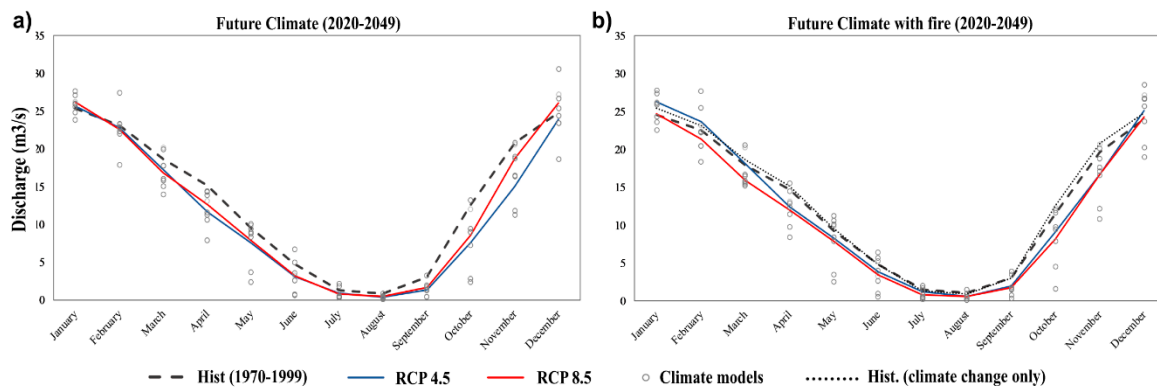 a)
Future Climate (2020-2049)
35
30
25
20
15
10
5
0
Discharge (m3/s)
January
February
March
April
May
June
July
August
September
October
November
December
b)
Future Climate with fire (2020-2049)
35
30
25
20
15
10
5
0
January
February
March
April
May
June
July
August
September
October
November
December
Hist (1970-1999) RCP 4.5 RCP 8.5 Climate models Hist. (climate change only)